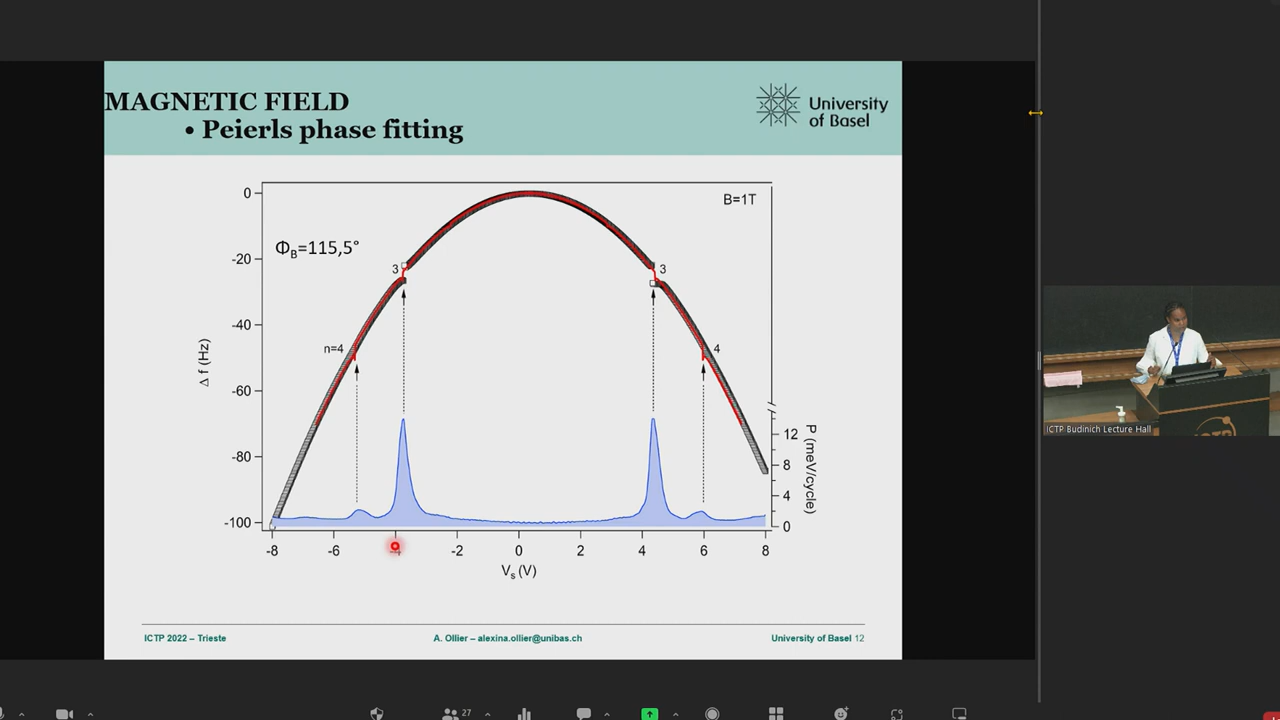 MAGNETIC FIELD
• Peierls phase fitting
University
of Basel
B=1T
Φ_B=115,5°
0
-20
-40
-60
-80
-100
Δ f (Hz)
3
3
n=4
4
12
8
4
0
P (meV/cycle)
-8
-6
-2
0
2
4
6
8
V_s (V)
ICTP 2022 – Trieste
A. Ollier – alexina.ollier@unibas.ch
University of Basel 12
ICTP Budinich Lecture Hall
27